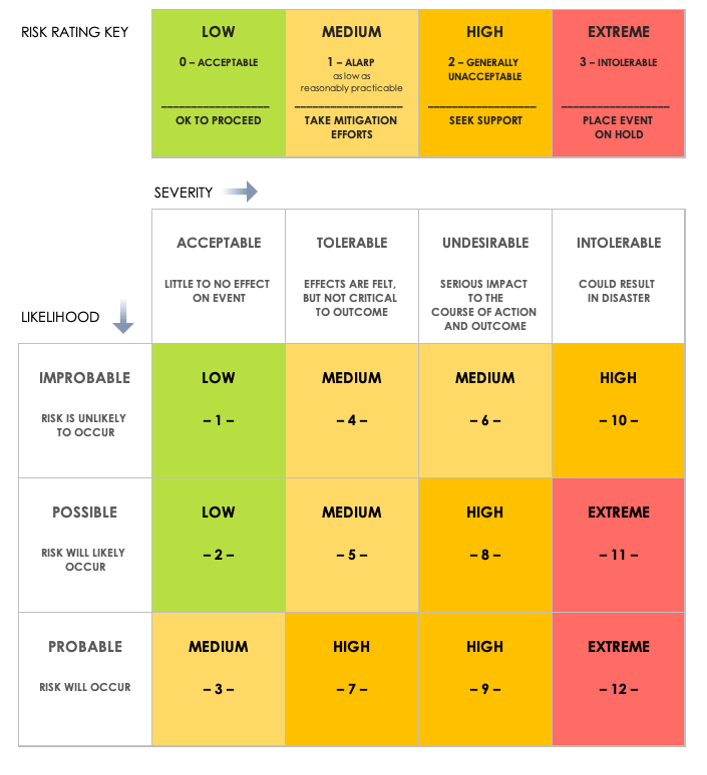 RISK RATING KEY
LOW
0 – ACCEPTABLE
__________________
OK TO PROCEED
MEDIUM
1 – ALARP
as low as
reasonably practicable
__________________
TAKE MITIGATION
EFFORTS
HIGH
2 – GENERALLY
UNACCEPTABLE
__________________
SEEK SUPPORT
EXTREME
3 – INTOLERABLE
__________________
PLACE EVENT
ON HOLD
SEVERITY
LIKELIHOOD
ACCEPTABLE
LITTLE TO NO EFFECT
ON EVENT
TOLERABLE
EFFECTS ARE FELT,
BUT NOT CRITICAL
TO OUTCOME
UNDESIRABLE
SERIOUS IMPACT
TO THE
COURSE OF ACTION
AND OUTCOME
INTOLERABLE
COULD RESULT
IN DISASTER
IMPROBABLE
RISK IS UNLIKELY
TO OCCUR
LOW
– 1 –
MEDIUM
– 4 –
MEDIUM
– 6 –
HIGH
– 10 –
POSSIBLE
RISK WILL LIKELY
OCCUR
LOW
– 2 –
MEDIUM
– 5 –
HIGH
– 8 –
EXTREME
– 11 –
PROBABLE
RISK WILL OCCUR
MEDIUM
– 3 –
HIGH
– 7 –
HIGH
– 9 –
EXTREME
– 12 –